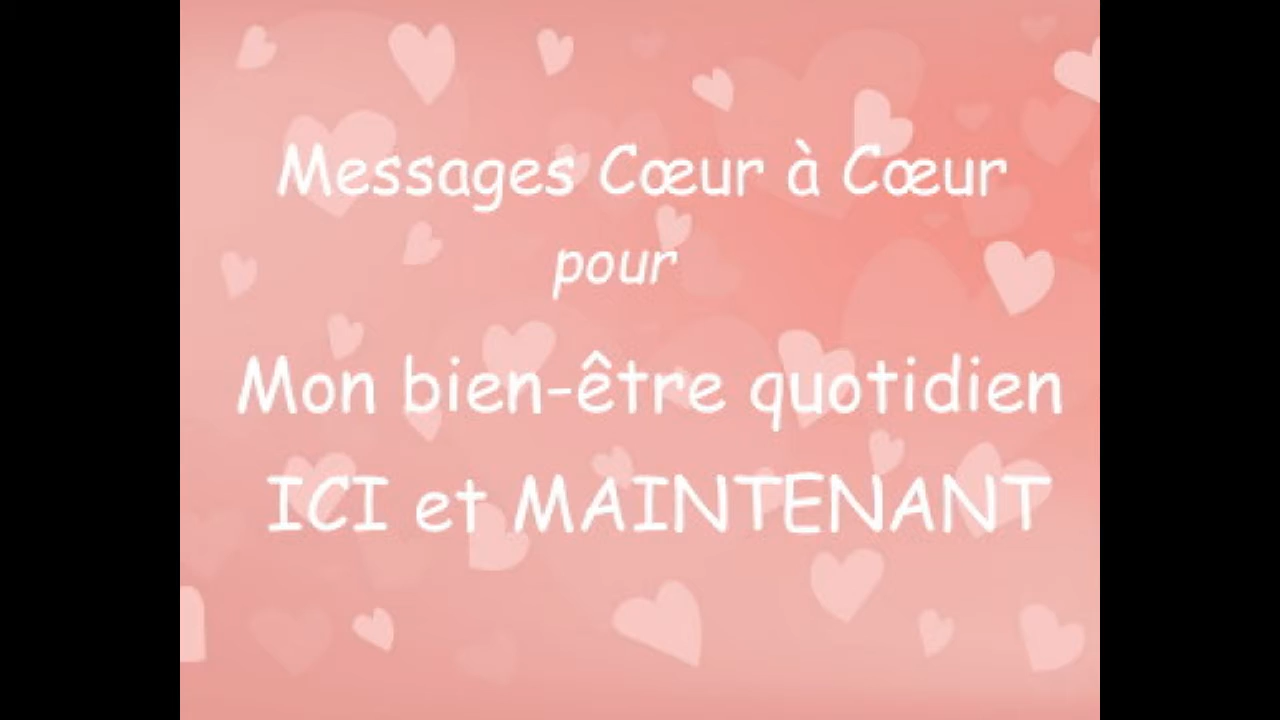 Messages Cœur à Cœur
pour
Mon bien-être quotidien
ICI et MAINTENANT